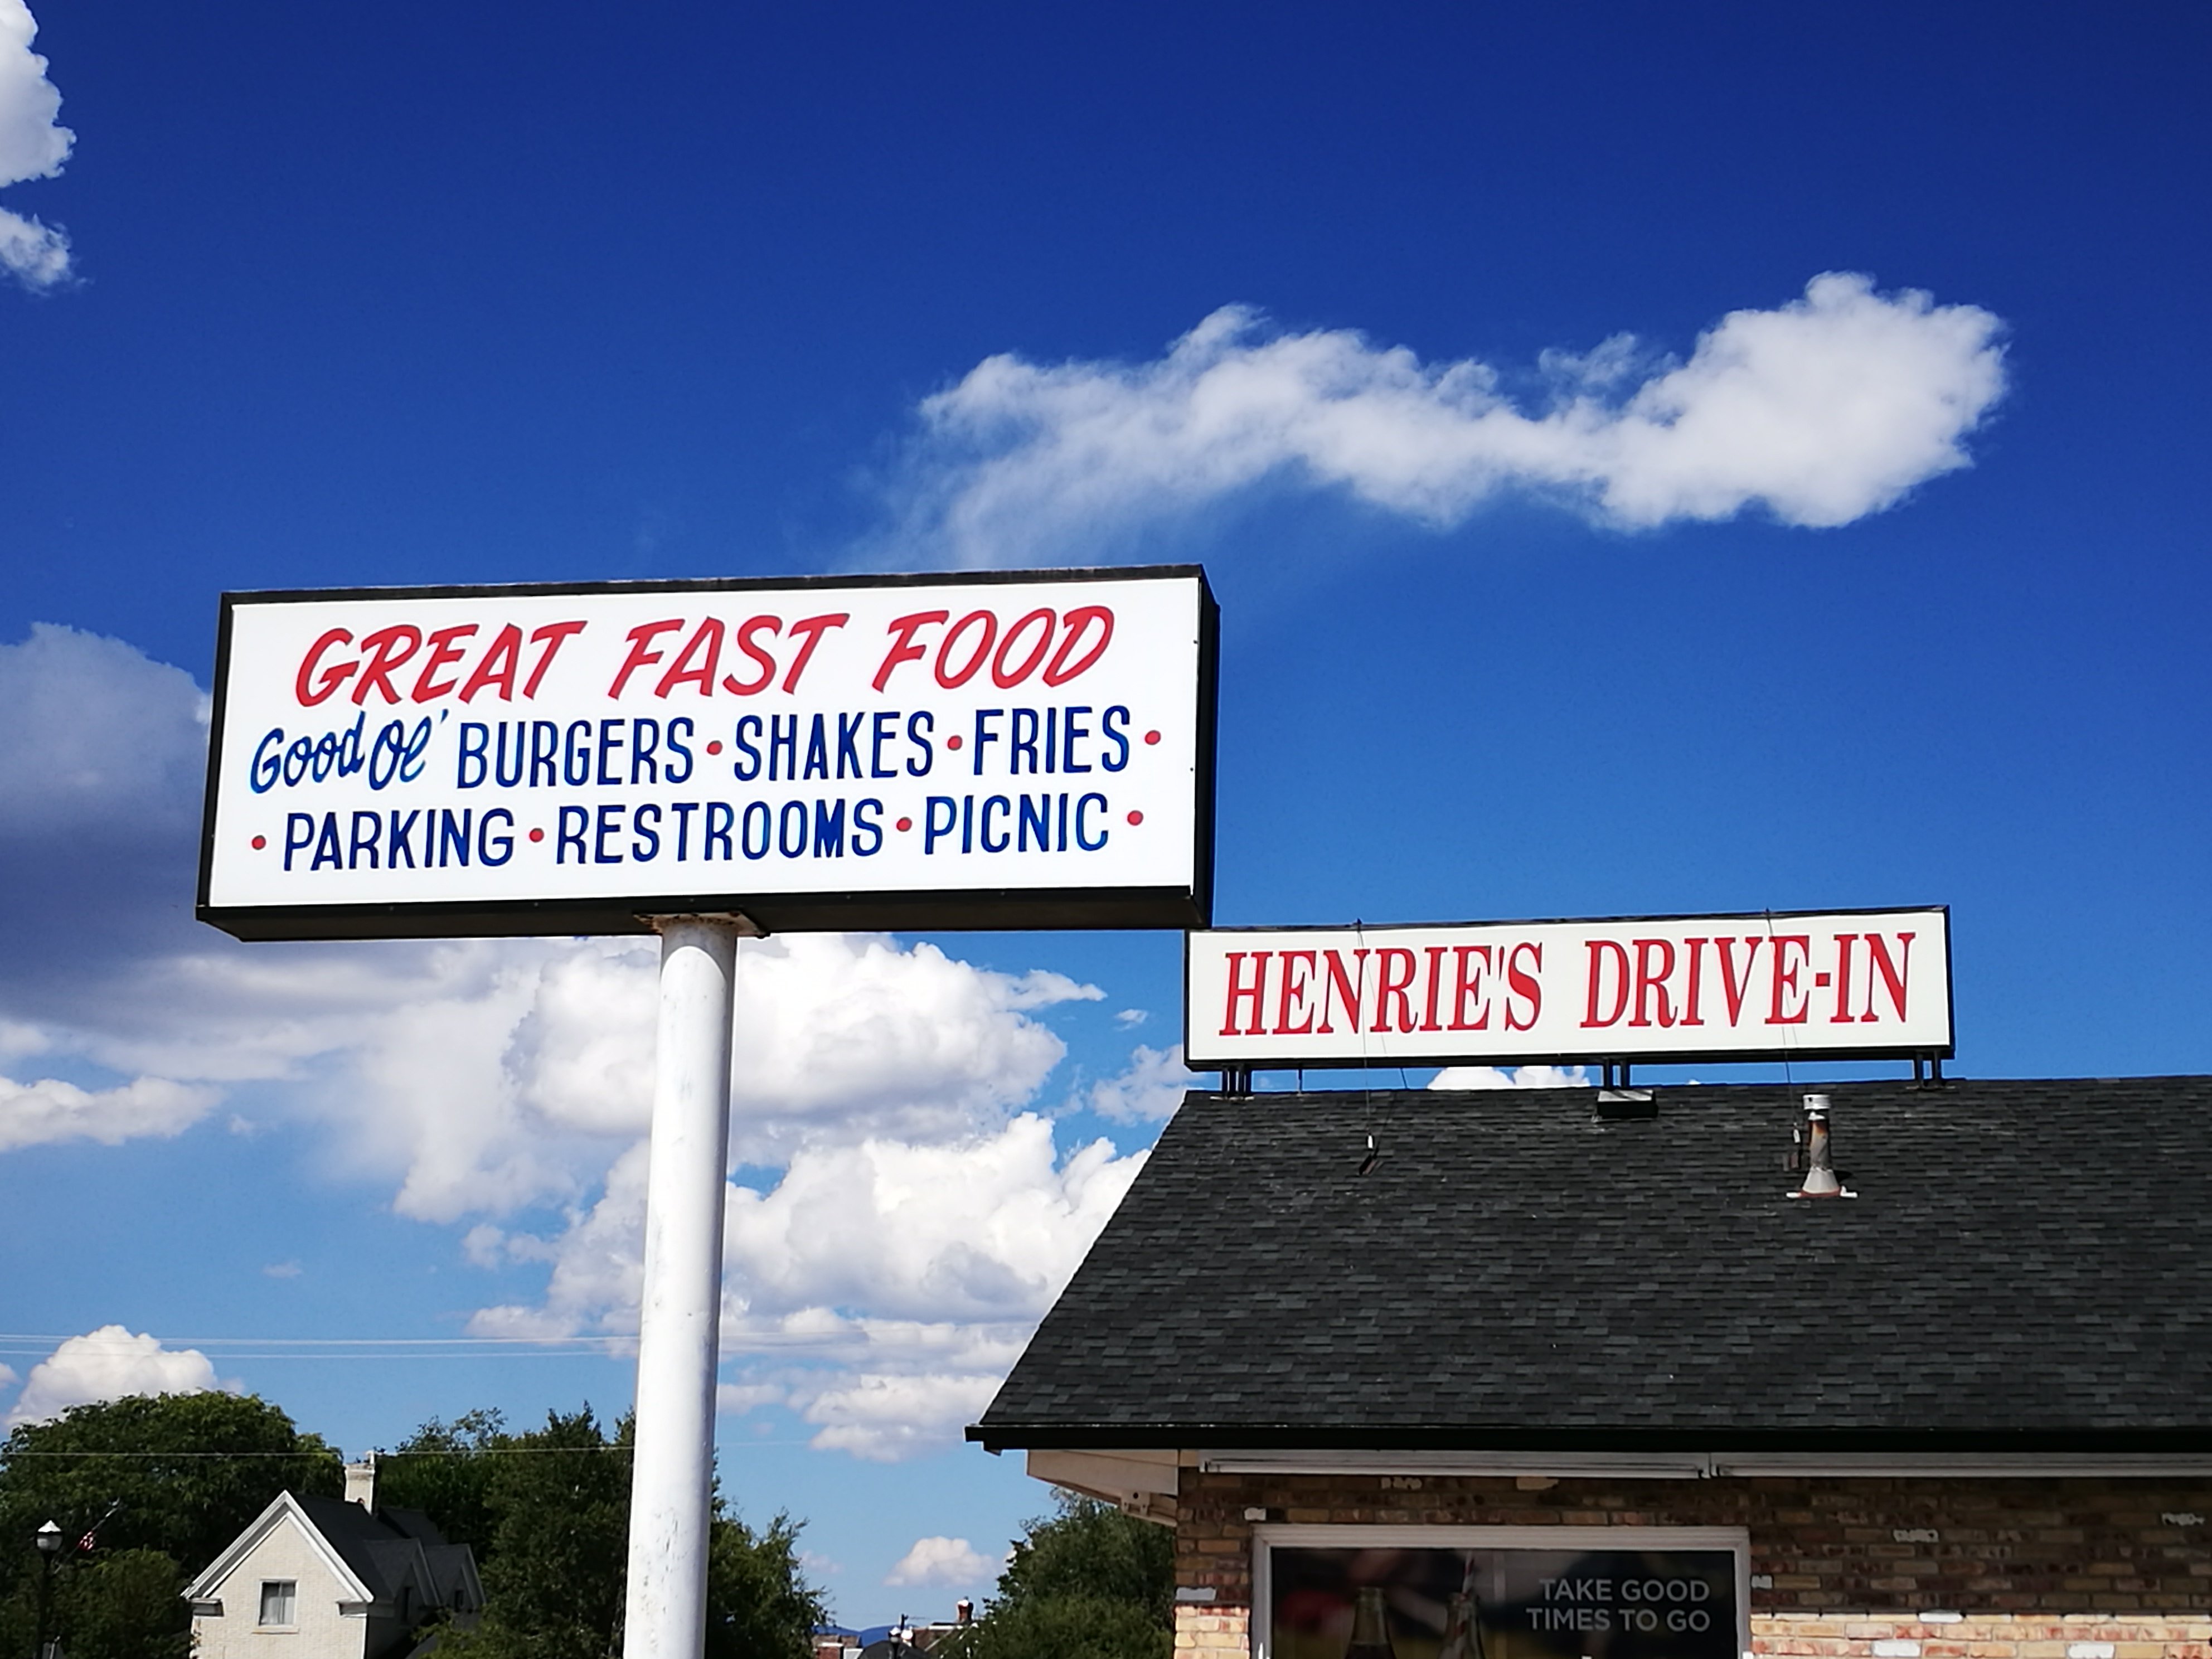 GREAT FAST FOOD
Good Ol' BURGERS • SHAKES • FRIES •
• PARKING • RESTROOMS • PICNIC •
HENRIE'S DRIVE-IN
TAKE GOOD
TIMES TO GO